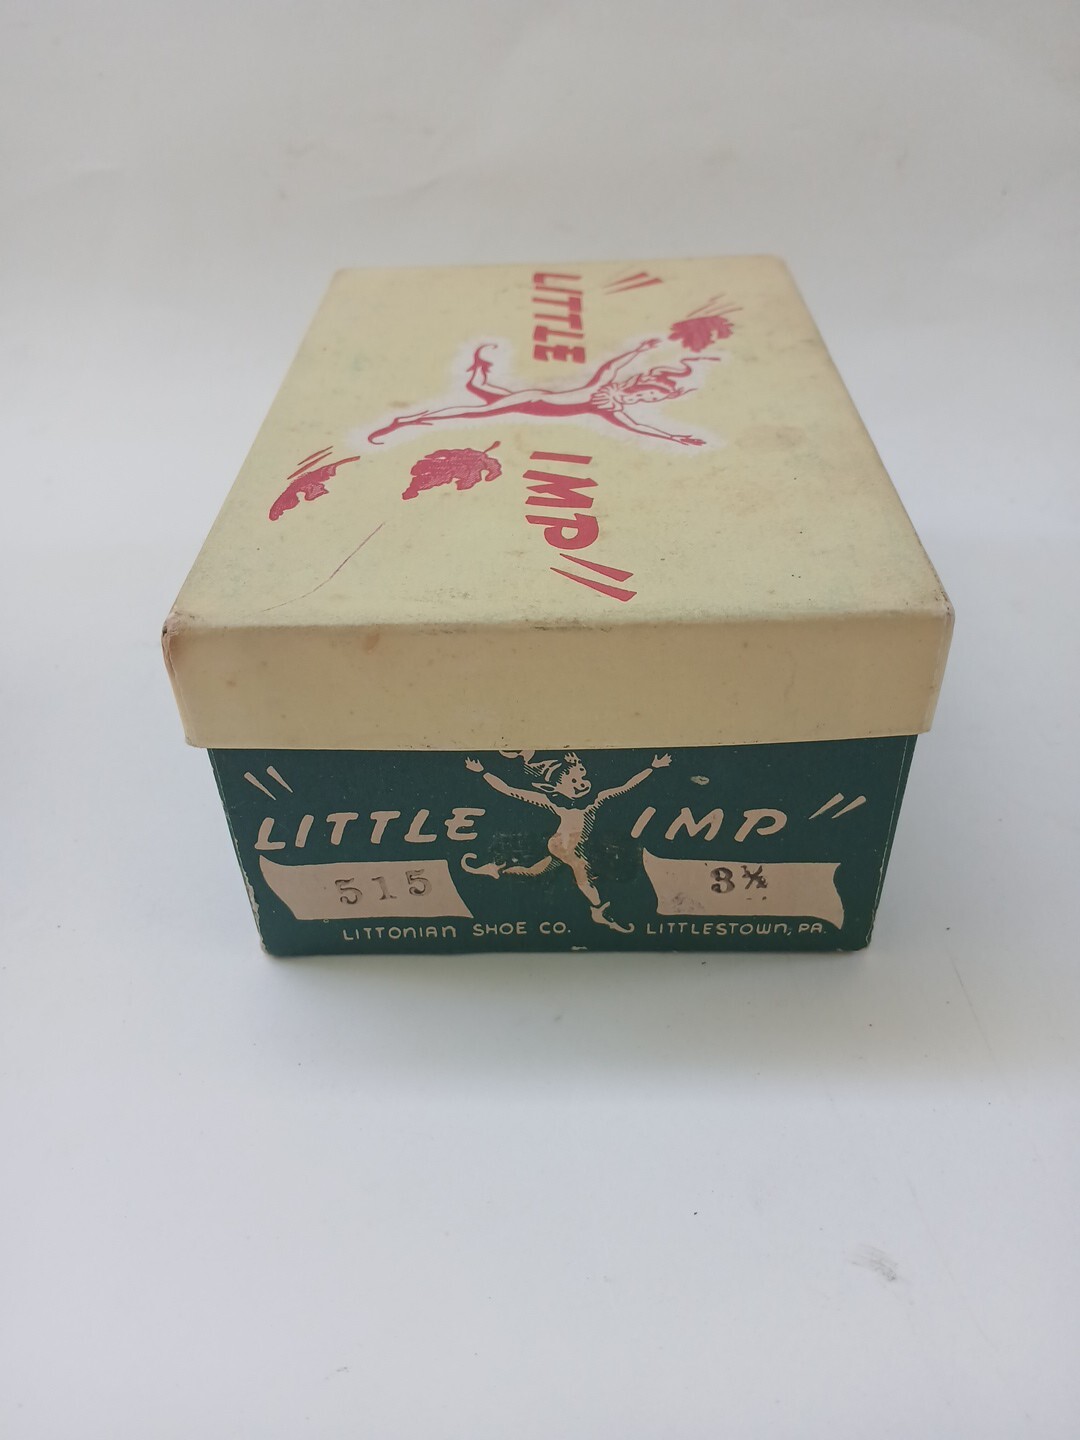 "LITTLE IMP"
"LITTLE IMP"
515 3½
LITTONIAN SHOE CO. LITTLESTOWN, PA.